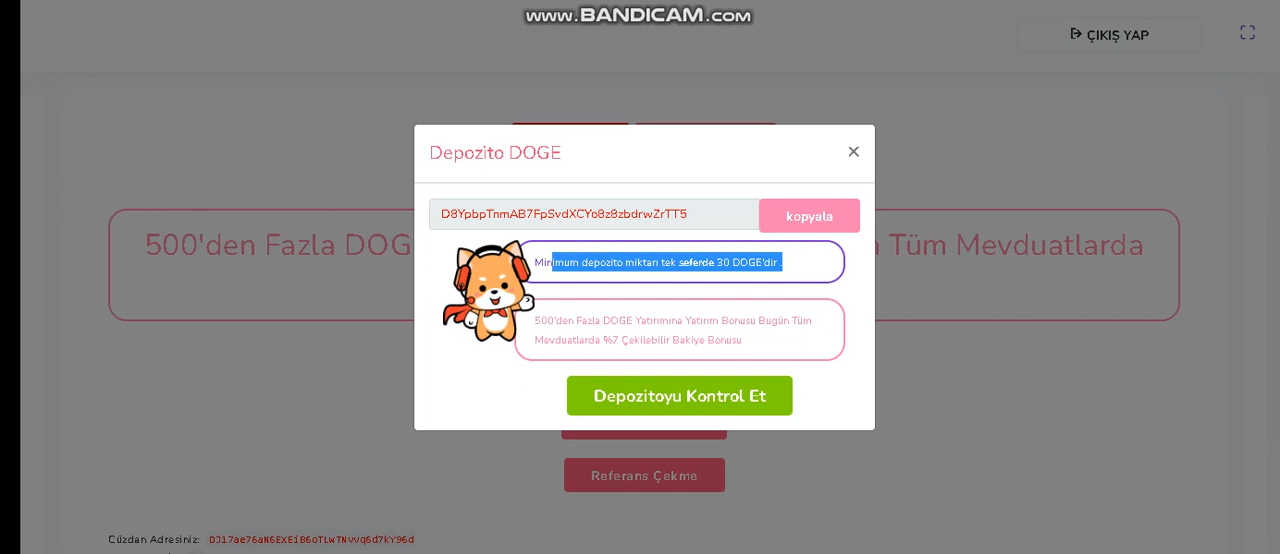 www.BANDICAM.com
ÇIKIŞ YAP
Depozito DOGE
D8YpbpTnmAB7FpSvdXCYo8z8zbdrwZrTT5
kopyala
500'den Fazla DOG
a Tüm Mevduatlarda
Minimum depozito miktarı tek seferde 30 DOGE'dir .
500'den Fazla DOGE Yatırımına Yatırım Bonusu Bugün Tüm
Mevduatlarda %7 Çekilebilir Bakiye Bonusu
Depozitoyu Kontrol Et
Referans Çekme
Cüzdan Adresiniz: